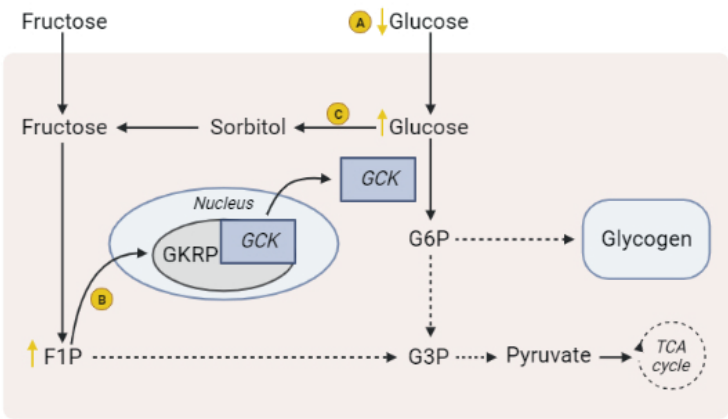 Fructose
A
Glucose
Fructose
Sorbitol
C
Glucose
Nucleus
GCK
GKRP
GCK
G6P
Glycogen
B
F1P
G3P
Pyruvate
TCA
cycle